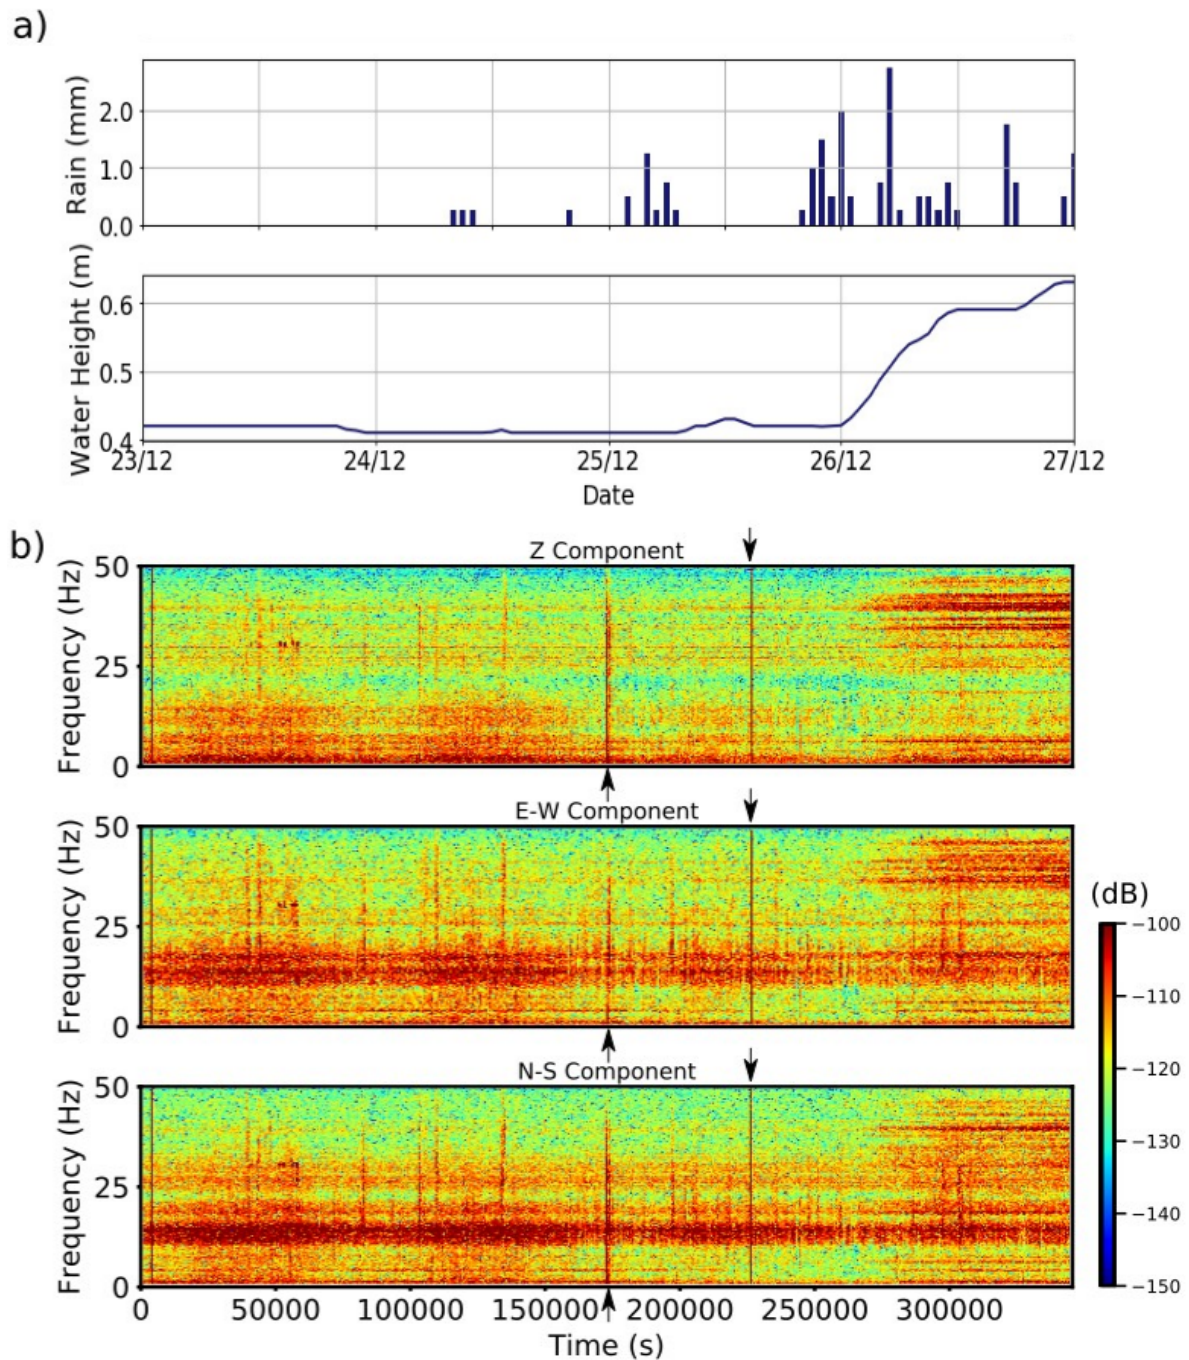 a)
Rain (mm)
2.0
1.0
0.0
Water Height (m)
0.6
0.5
0.4
23/12 24/12 25/12 26/12 27/12
Date
b)
Z Component
Frequency (Hz)
50
25
0
E-W Component
Frequency (Hz)
50
25
0
N-S Component
Frequency (Hz)
50
25
0
0 50000 100000 150000 200000 250000 300000
Time (s)
(dB)
−100
−110
−120
−130
−140
−150